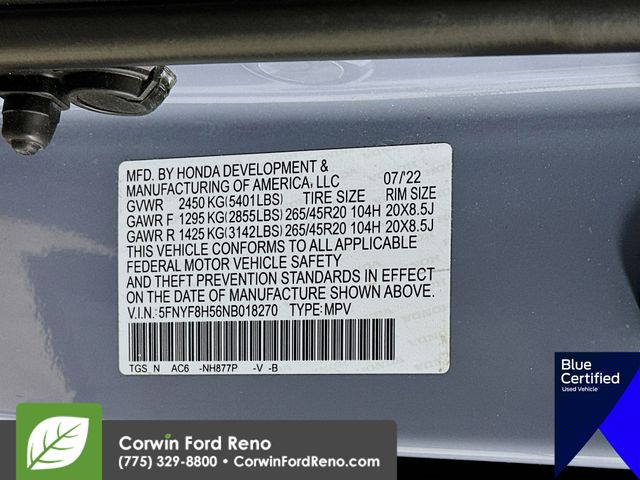 MFD. BY HONDA DEVELOPMENT &
MANUFACTURING OF AMERICA, LLC 07/'22
GVWR 2450 KG(5401LBS) TIRE SIZE RIM SIZE
GAWR F 1295 KG(2855LBS) 265/45R20 104H 20X8.5J
GAWR R 1425 KG(3142LBS) 265/45R20 104H 20X8.5J
THIS VEHICLE CONFORMS TO ALL APPLICABLE
FEDERAL MOTOR VEHICLE SAFETY
AND THEFT PREVENTION STANDARDS IN EFFECT
ON THE DATE OF MANUFACTURE SHOWN ABOVE.
V.I.N.: 5FNYF8H56NB018270 TYPE: MPV
TGS N AC6 -NH877P -V -B
Blue
Certified
Used Vehicle
Corwin Ford Reno
(775) 329-8800 • CorwinFordReno.com